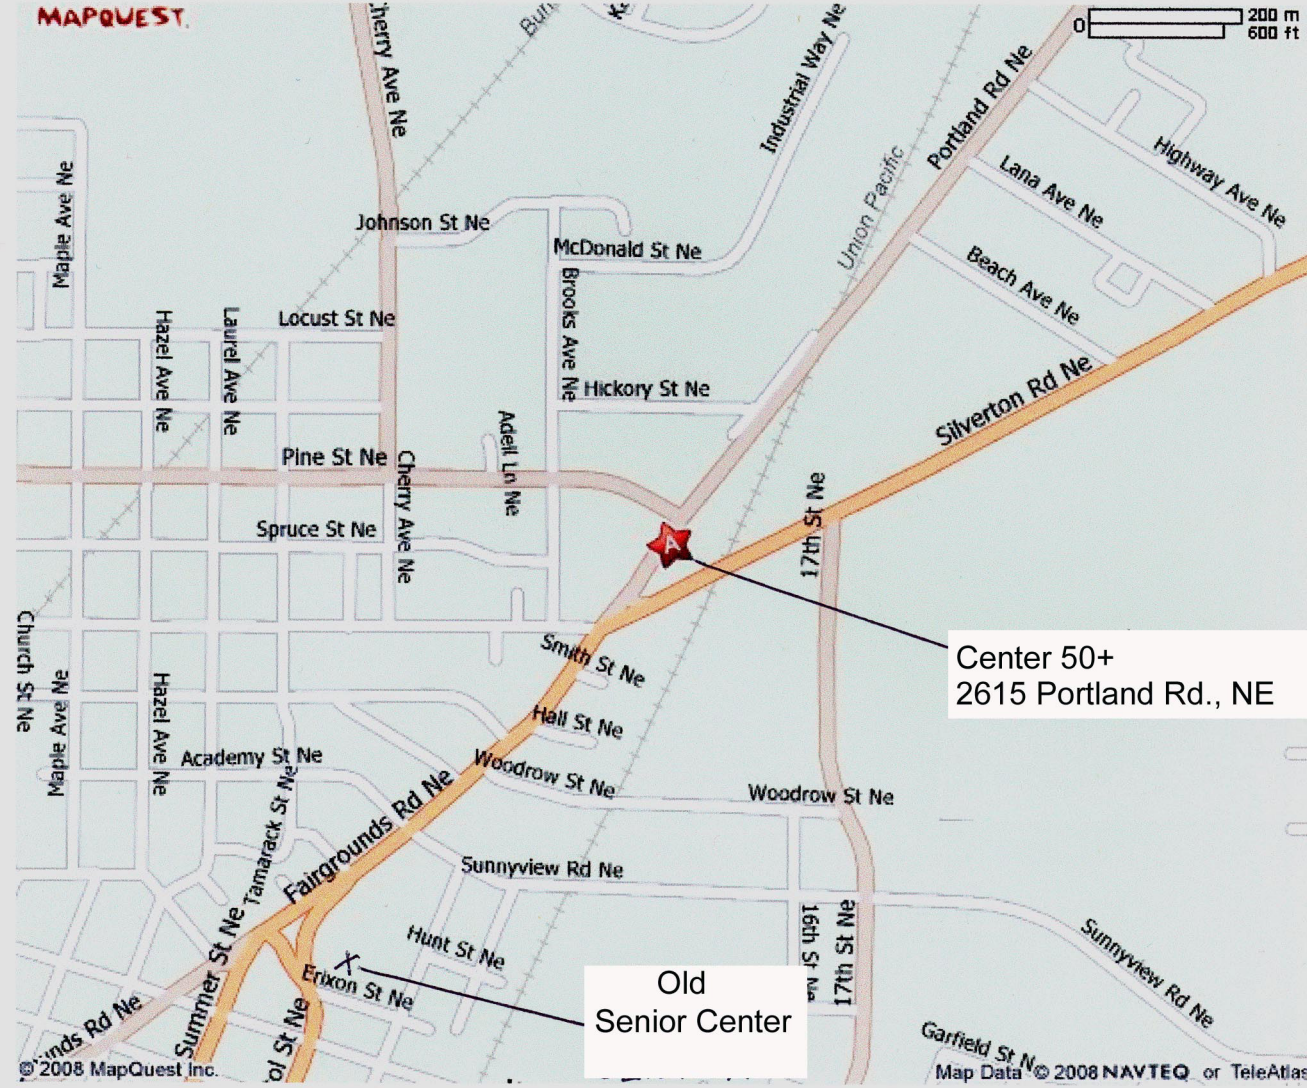 MAPQUEST.
0
200 m
600 ft
Cherry Ave Ne
Industrial Way Ne
Portland Rd Ne
Highway Ave Ne
Lana Ave Ne
Beach Ave Ne
Union Pacific
Maple Ave Ne
Johnson St Ne
McDonald St Ne
Brooks Ave Ne
Hazel Ave Ne
Laurel Ave Ne
Locust St Ne
Hickory St Ne
Silverton Rd Ne
Pine St Ne
Cherry Ave Ne
Adell Ln Ne
17th St Ne
Spruce St Ne
A
Church St Ne
Maple Ave Ne
Hazel Ave Ne
Smith St Ne
Center 50+
2615 Portland Rd., NE
Hall St Ne
Academy St Ne
Woodrow St Ne
Woodrow St Ne
Tamarack St Ne
Fairgrounds Rd Ne
Sunnyview Rd Ne
16th St Ne
17th St Ne
Sunnyview Rd Ne
Summer St Ne
Hunt St Ne
Erixon St Ne
X
Old
Senior Center
unds Rd Ne
ol St Ne
Garfield St N
© 2008 MapQuest Inc.
Map Data © 2008 NAVTEQ or TeleAtlas